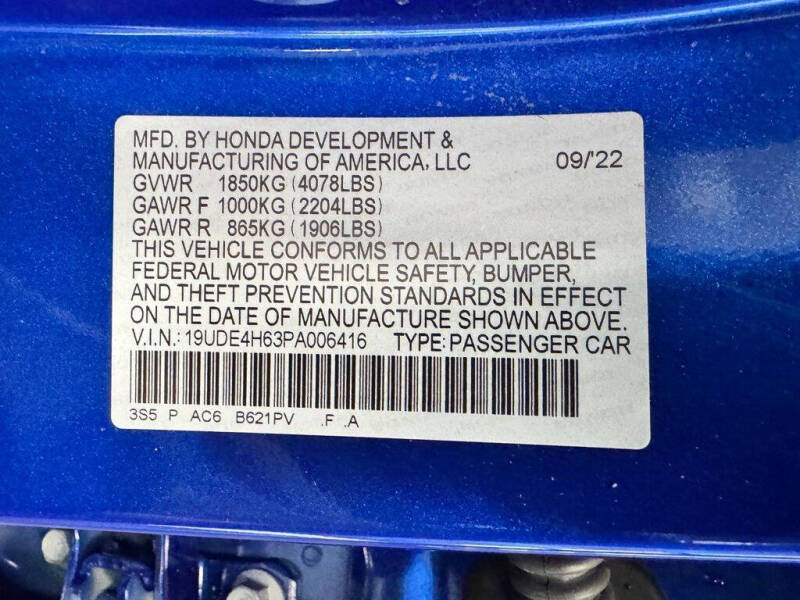 MFD. BY HONDA DEVELOPMENT &
MANUFACTURING OF AMERICA, LLC 09/'22
GVWR 1850KG (4078LBS)
GAWR F 1000KG (2204LBS)
GAWR R 865KG (1906LBS)
THIS VEHICLE CONFORMS TO ALL APPLICABLE
FEDERAL MOTOR VEHICLE SAFETY, BUMPER,
AND THEFT PREVENTION STANDARDS IN EFFECT
ON THE DATE OF MANUFACTURE SHOWN ABOVE.
V.I.N.: 19UDE4H63PA006416 TYPE: PASSENGER CAR
3S5 P AC6 B621PV .F .A